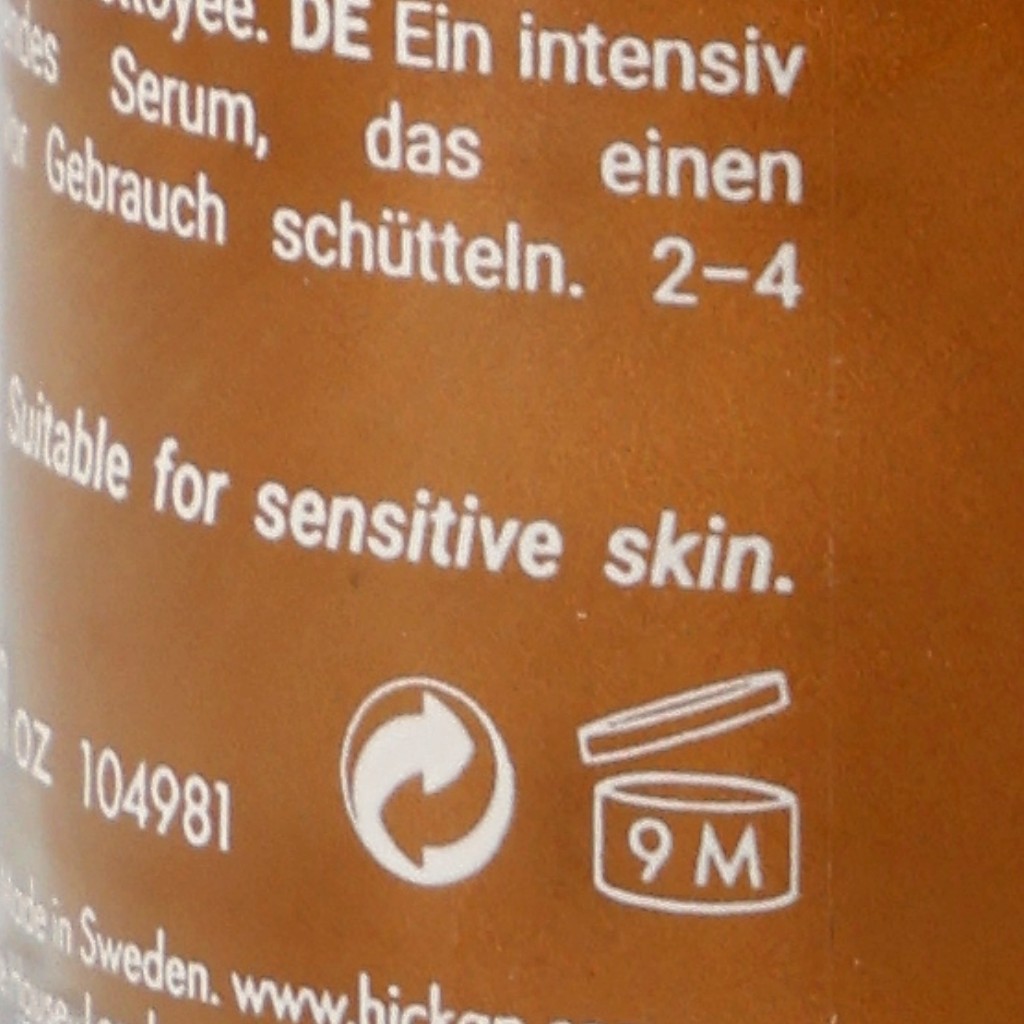 DE Ein intensiv
Serum, das einen
Gebrauch schütteln. 2–4
Suitable for sensitive skin.
oz 104981
9 M
in Sweden.